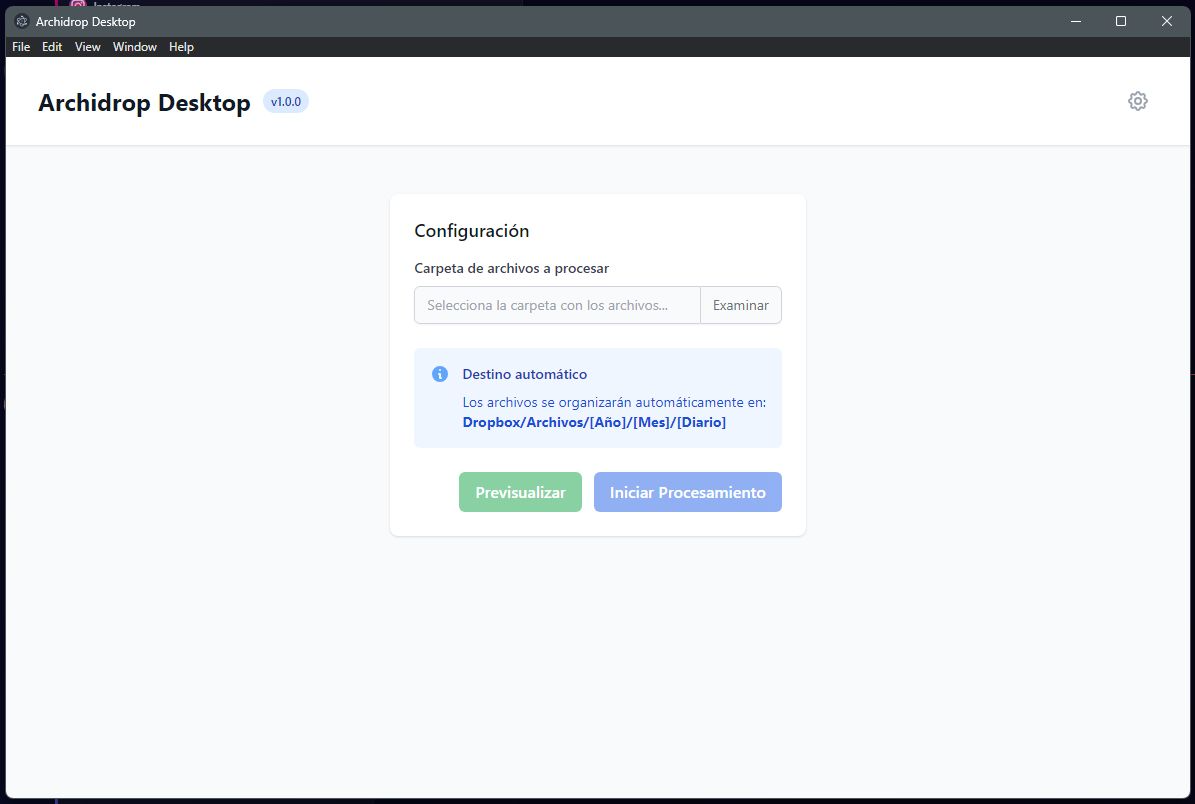 Instagram
Archidrop Desktop
File Edit View Window Help
Archidrop Desktop v1.0.0
Configuración
Carpeta de archivos a procesar
Selecciona la carpeta con los archivos... Examinar
Destino automático
Los archivos se organizarán automáticamente en:
Dropbox/Archivos/[Año]/[Mes]/[Diario]
Previsualizar Iniciar Procesamiento